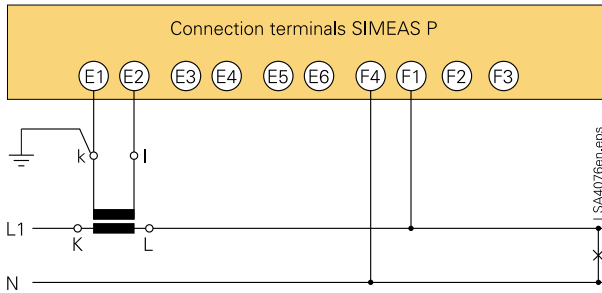 Connection terminals SIMEAS P
E1 E2 E3 E4 E5 E6 F4 F1 F2 F3
k l
L1
K L
N
LSA4076en.eps